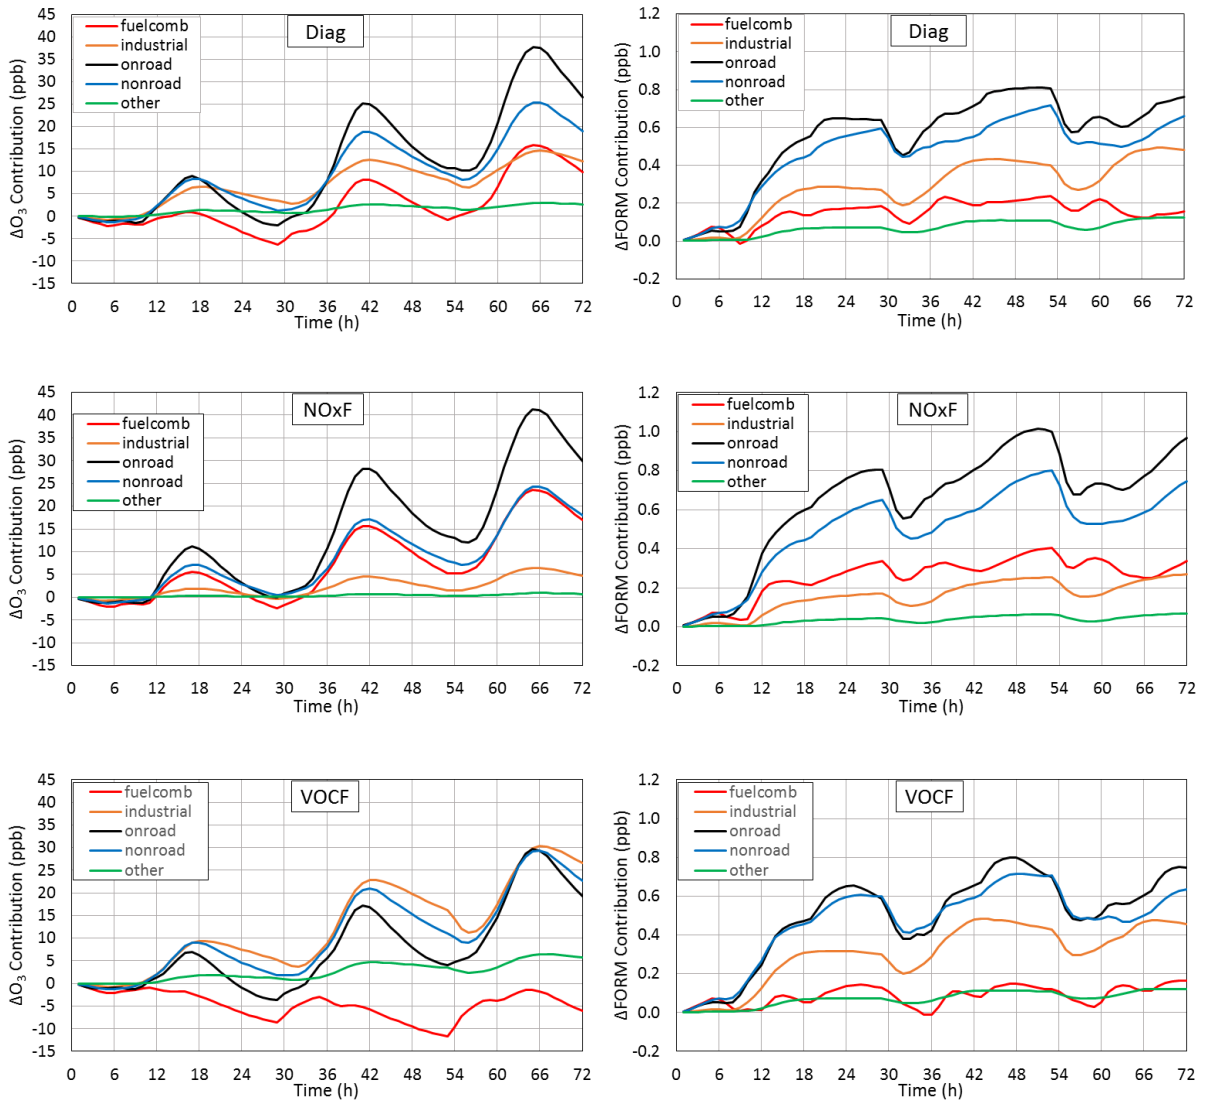 Diag
fuelcomb
industrial
onroad
nonroad
other
ΔO3 Contribution (ppb)
45
40
35
30
25
20
15
10
5
0
-5
-10
-15
0 6 12 18 24 30 36 42 48 54 60 66 72
Time (h)
Diag
fuelcomb
industrial
onroad
nonroad
other
ΔFORM Contribution (ppb)
1.2
1.0
0.8
0.6
0.4
0.2
0.0
-0.2
0 6 12 18 24 30 36 42 48 54 60 66 72
Time (h)
NOxF
fuelcomb
industrial
onroad
nonroad
other
ΔO3 Contribution (ppb)
45
40
35
30
25
20
15
10
5
0
-5
-10
-15
0 6 12 18 24 30 36 42 48 54 60 66 72
Time (h)
NOxF
fuelcomb
industrial
onroad
nonroad
other
ΔFORM Contribution (ppb)
1.2
1.0
0.8
0.6
0.4
0.2
0.0
-0.2
0 6 12 18 24 30 36 42 48 54 60 66 72
Time (h)
VOCF
fuelcomb
industrial
onroad
nonroad
other
ΔO3 Contribution (ppb)
45
40
35
30
25
20
15
10
5
0
-5
-10
-15
0 6 12 18 24 30 36 42 48 54 60 66 72
Time (h)
VOCF
fuelcomb
industrial
onroad
nonroad
other
ΔFORM Contribution (ppb)
1.2
1.0
0.8
0.6
0.4
0.2
0.0
-0.2
0 6 12 18 24 30 36 42 48 54 60 66 72
Time (h)